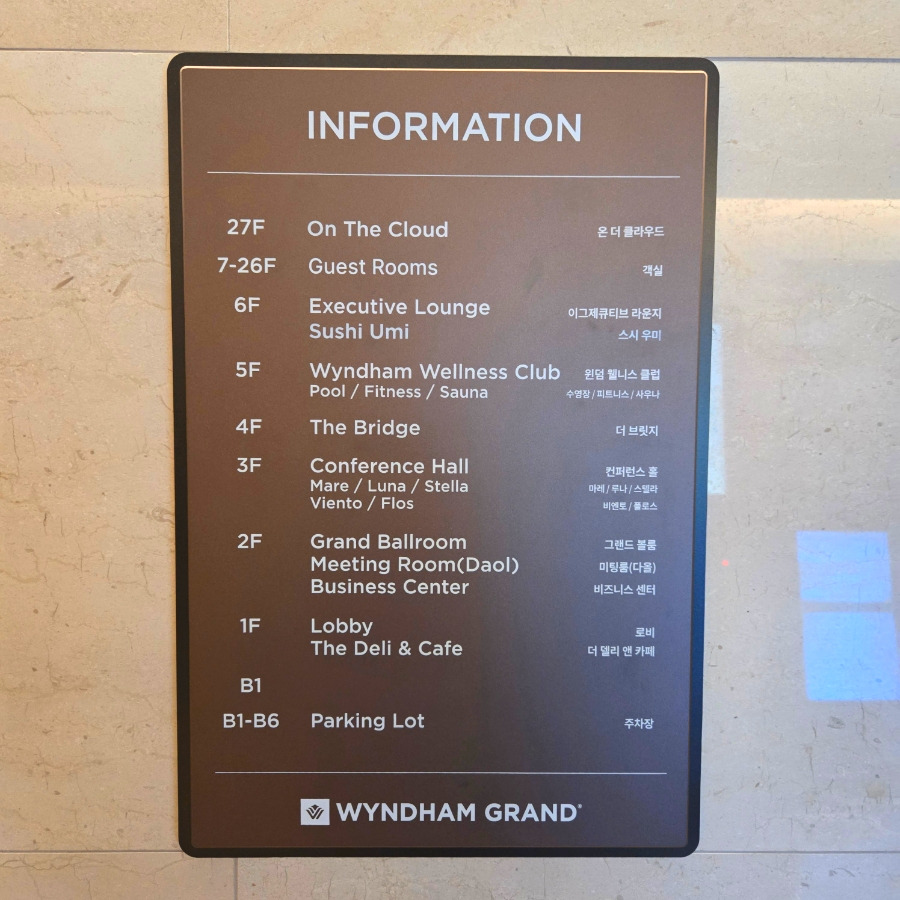 INFORMATION
27F On The Cloud 온 더 클라우드
7-26F Guest Rooms 객실
6F Executive Lounge 이그제큐티브 라운지
Sushi Umi 스시 우미
5F Wyndham Wellness Club 윈덤 웰니스 클럽
Pool / Fitness / Sauna 수영장 / 피트니스 / 사우나
4F The Bridge 더 브릿지
3F Conference Hall 컨퍼런스 홀
Mare / Luna / Stella 마레 / 루나 / 스텔라
Viento / Flos 비엔토 / 플로스
2F Grand Ballroom 그랜드 볼룸
Meeting Room(Daol) 미팅룸(다올)
Business Center 비즈니스 센터
1F Lobby 로비
The Deli & Cafe 더 델리 앤 카페
B1
B1-B6 Parking Lot 주차장
WYNDHAM GRAND®